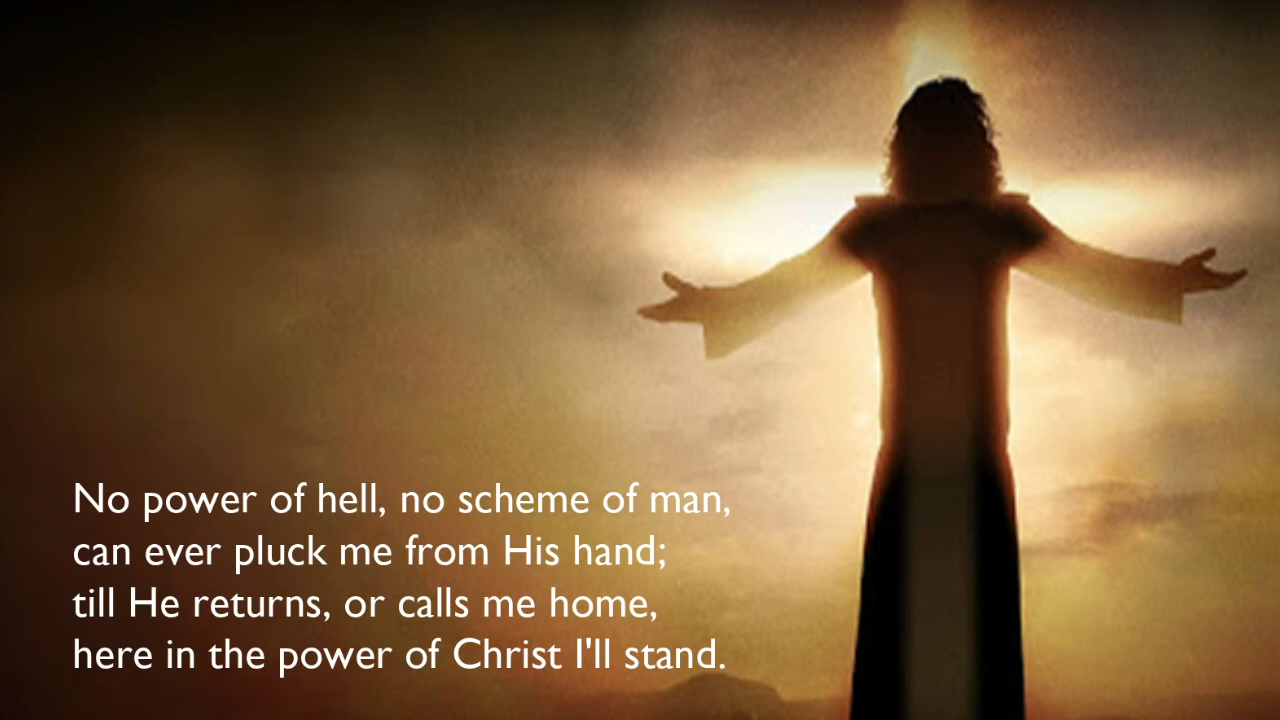 No power of hell, no scheme of man,
can ever pluck me from His hand;
till He returns, or calls me home,
here in the power of Christ I'll stand.